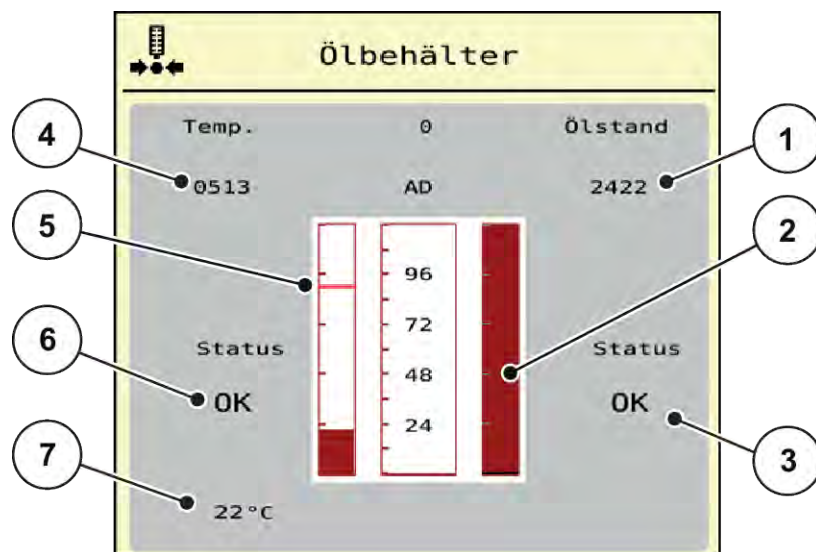 Ölbehälter
Temp. 0 Ölstand
4 1
0513 AD 2422
5 2
96
72
Status Status
6
48
OK OK
24
7 3
22°C